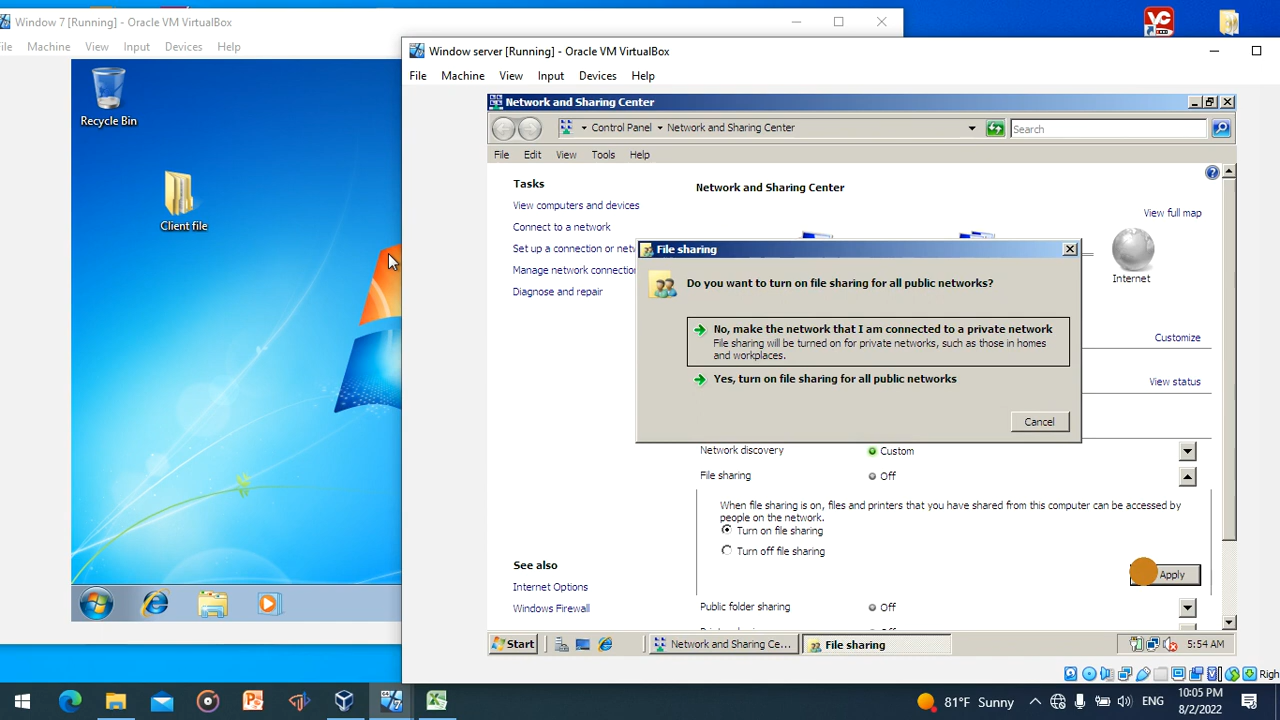 Window 7 [Running] - Oracle VM VirtualBox
ile Machine View Input Devices Help
Recycle Bin
Client file
Window server [Running] - Oracle VM VirtualBox
File Machine View Input Devices Help
Network and Sharing Center
Control Panel Network and Sharing Center
Search
File Edit View Tools Help
Tasks
View computers and devices
Connect to a network
Set up a connection or netw
Manage network connection
Diagnose and repair
See also
Internet Options
Windows Firewall
Network and Sharing Center
View full map
Internet
Customize
View status
File sharing
Do you want to turn on file sharing for all public networks?
No, make the network that I am connected to a private network
File sharing will be turned on for private networks, such as those in homes
and workplaces.
Yes, turn on file sharing for all public networks
Cancel
Network discovery Custom
File sharing Off
When file sharing is on, files and printers that you have shared from this computer can be accessed by
people on the network.
Turn on file sharing
Turn off file sharing
Apply
Public folder sharing Off
Start
Network and Sharing Ce...
File sharing
5:54 AM
Righ
81°F Sunny
ENG
10:05 PM
8/2/2022